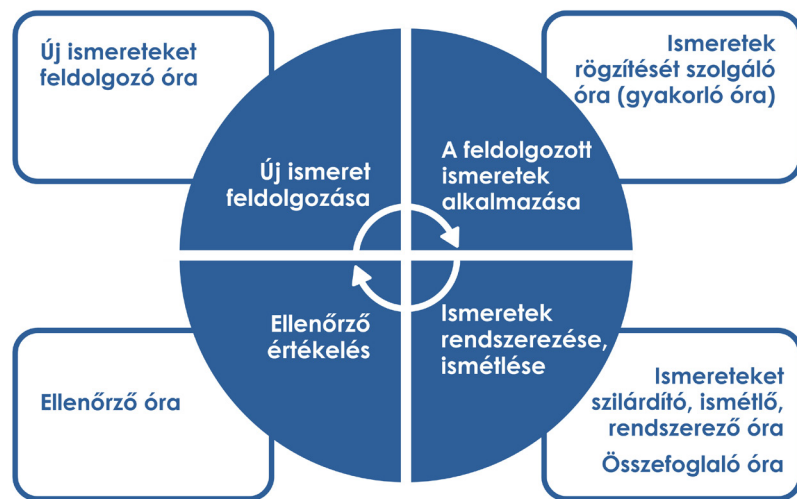 Új ismereteket
feldolgozó óra
Ismeretek
rögzítését szolgáló
óra (gyakorló óra)
Új ismeret
feldolgozása
A feldolgozott
ismeretek
alkalmazása
Ellenőrző
értékelés
Ismeretek
rendszerezése,
ismétlése
Ellenőrző óra
Ismereteket
szilárdító, ismétlő,
rendszerező óra
Összefoglaló óra